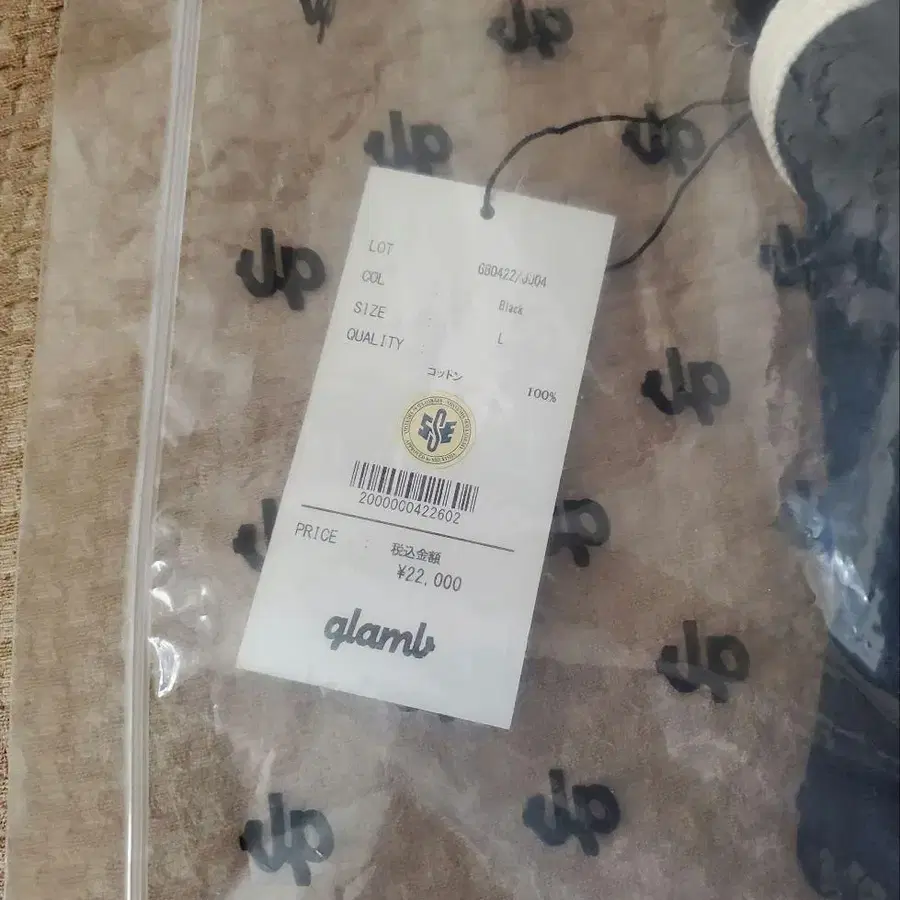 LOT
GB0422/JJ04
COL
Black
SIZE : L
QUALITY :
コットン 100%
SSE
2000000422602
PRICE : 税込金額
¥22,000
glamb